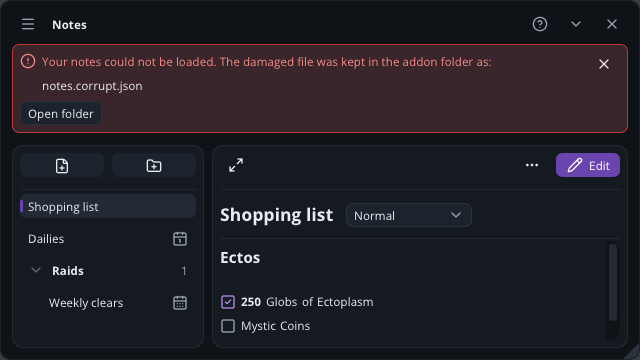 Notes
Your notes could not be loaded. The damaged file was kept in the addon folder as:
notes.corrupt.json
Open folder
Edit
Shopping list
Dailies
Raids 1
Weekly clears
Shopping list Normal
Ectos
250 Globs of Ectoplasm
Mystic Coins